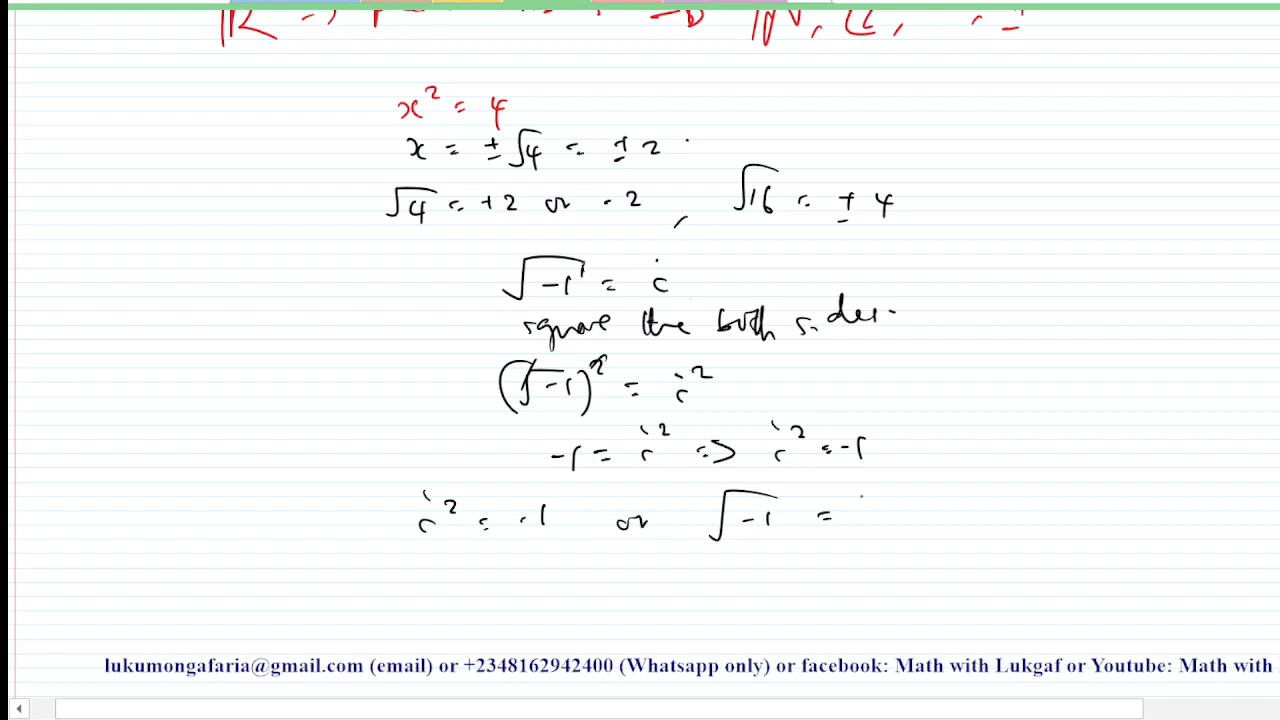 x² = 4
x = ±√4 = ±2
√4 = +2 or -2 , √16 = ±4
√-1 = i
square the both sides.
(√-1)² = i²
-1 = i² => i² = -1
i² = -1 or √-1 =
lukumongafaria@gmail.com (email) or +2348162942400 (Whatsapp only) or facebook: Math with Lukgaf or Youtube: Math with